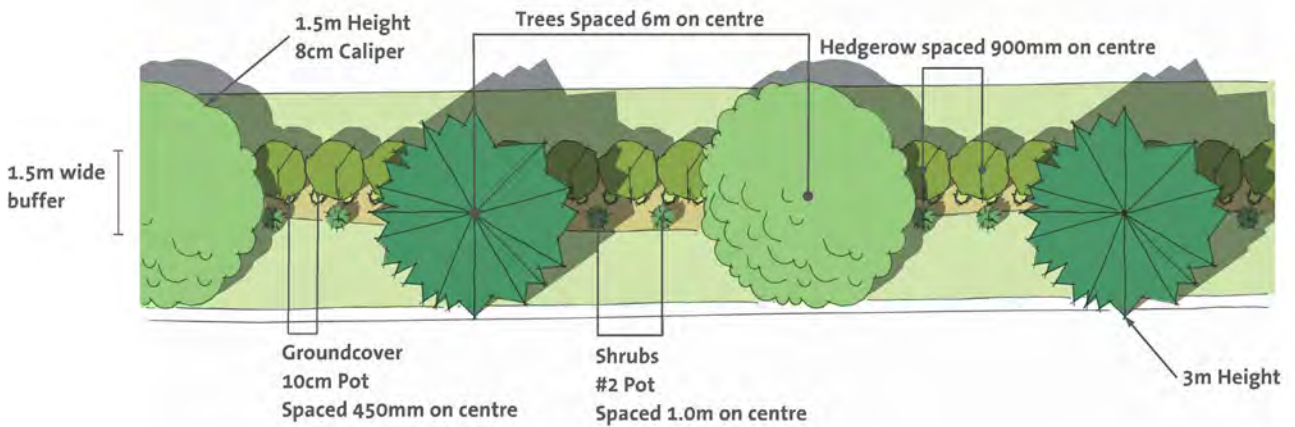 Trees Spaced 6m on centre
1.5m Height
8cm Caliper
Hedgerow spaced 900mm on centre
1.5m wide
buffer
Groundcover
10cm Pot
Spaced 450mm on centre
Shrubs
#2 Pot
Spaced 1.0m on centre
3m Height